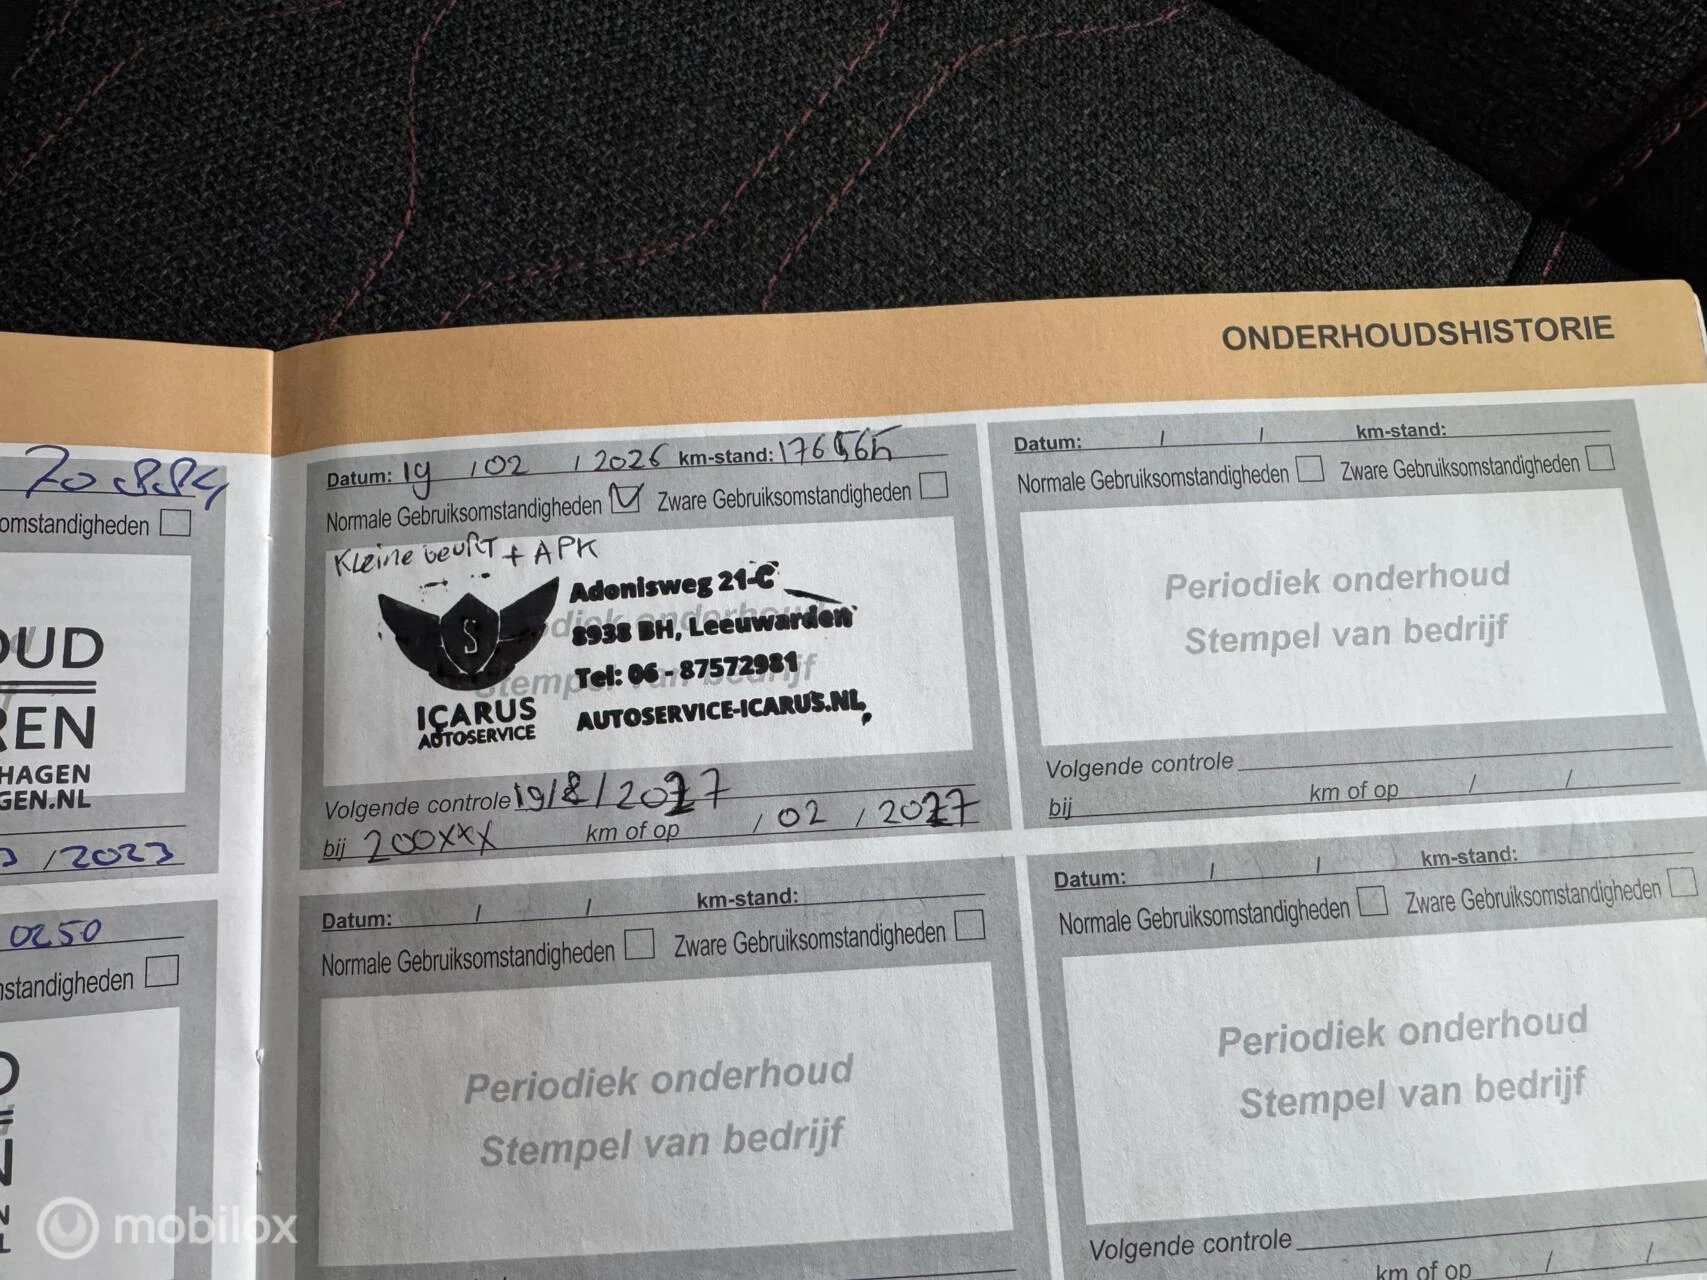 ONDERHOUDSHISTORIE
70884
omstandigheden
OUD
REN
HAGEN
GEN.NL
/2023
0250
standigheden
Datum: 19 / 02 / 2026 km-stand:
Normale Gebruiksomstandigheden Zware Gebruiksomstandigheden
Kleine beurt + APK
Adonisweg 21-C
8938 BH, Leeuwarden
Tel: 06 - 87572981
AUTOSERVICE-ICARUS.NL
S
ICARUS
AUTOSERVICE
Volgende controle 19/8/2027
bij 200xxx km of op / 02 / 2027
Datum: / / km-stand:
Normale Gebruiksomstandigheden Zware Gebruiksomstandigheden
Periodiek onderhoud
Stempel van bedrijf
Volgende controle
bij km of op / /
Datum: / / km-stand:
Normale Gebruiksomstandigheden Zware Gebruiksomstandigheden
Periodiek onderhoud
Stempel van bedrijf
Datum: / / km-stand:
Normale Gebruiksomstandigheden Zware Gebruiksomstandigheden
Periodiek onderhoud
Stempel van bedrijf
Volgende controle
km of op / /
mobilox